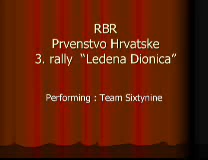 RBR
Prvenstvo Hrvatske
3. rally “Ledena Dionica”
Performing : Team Sixtynine